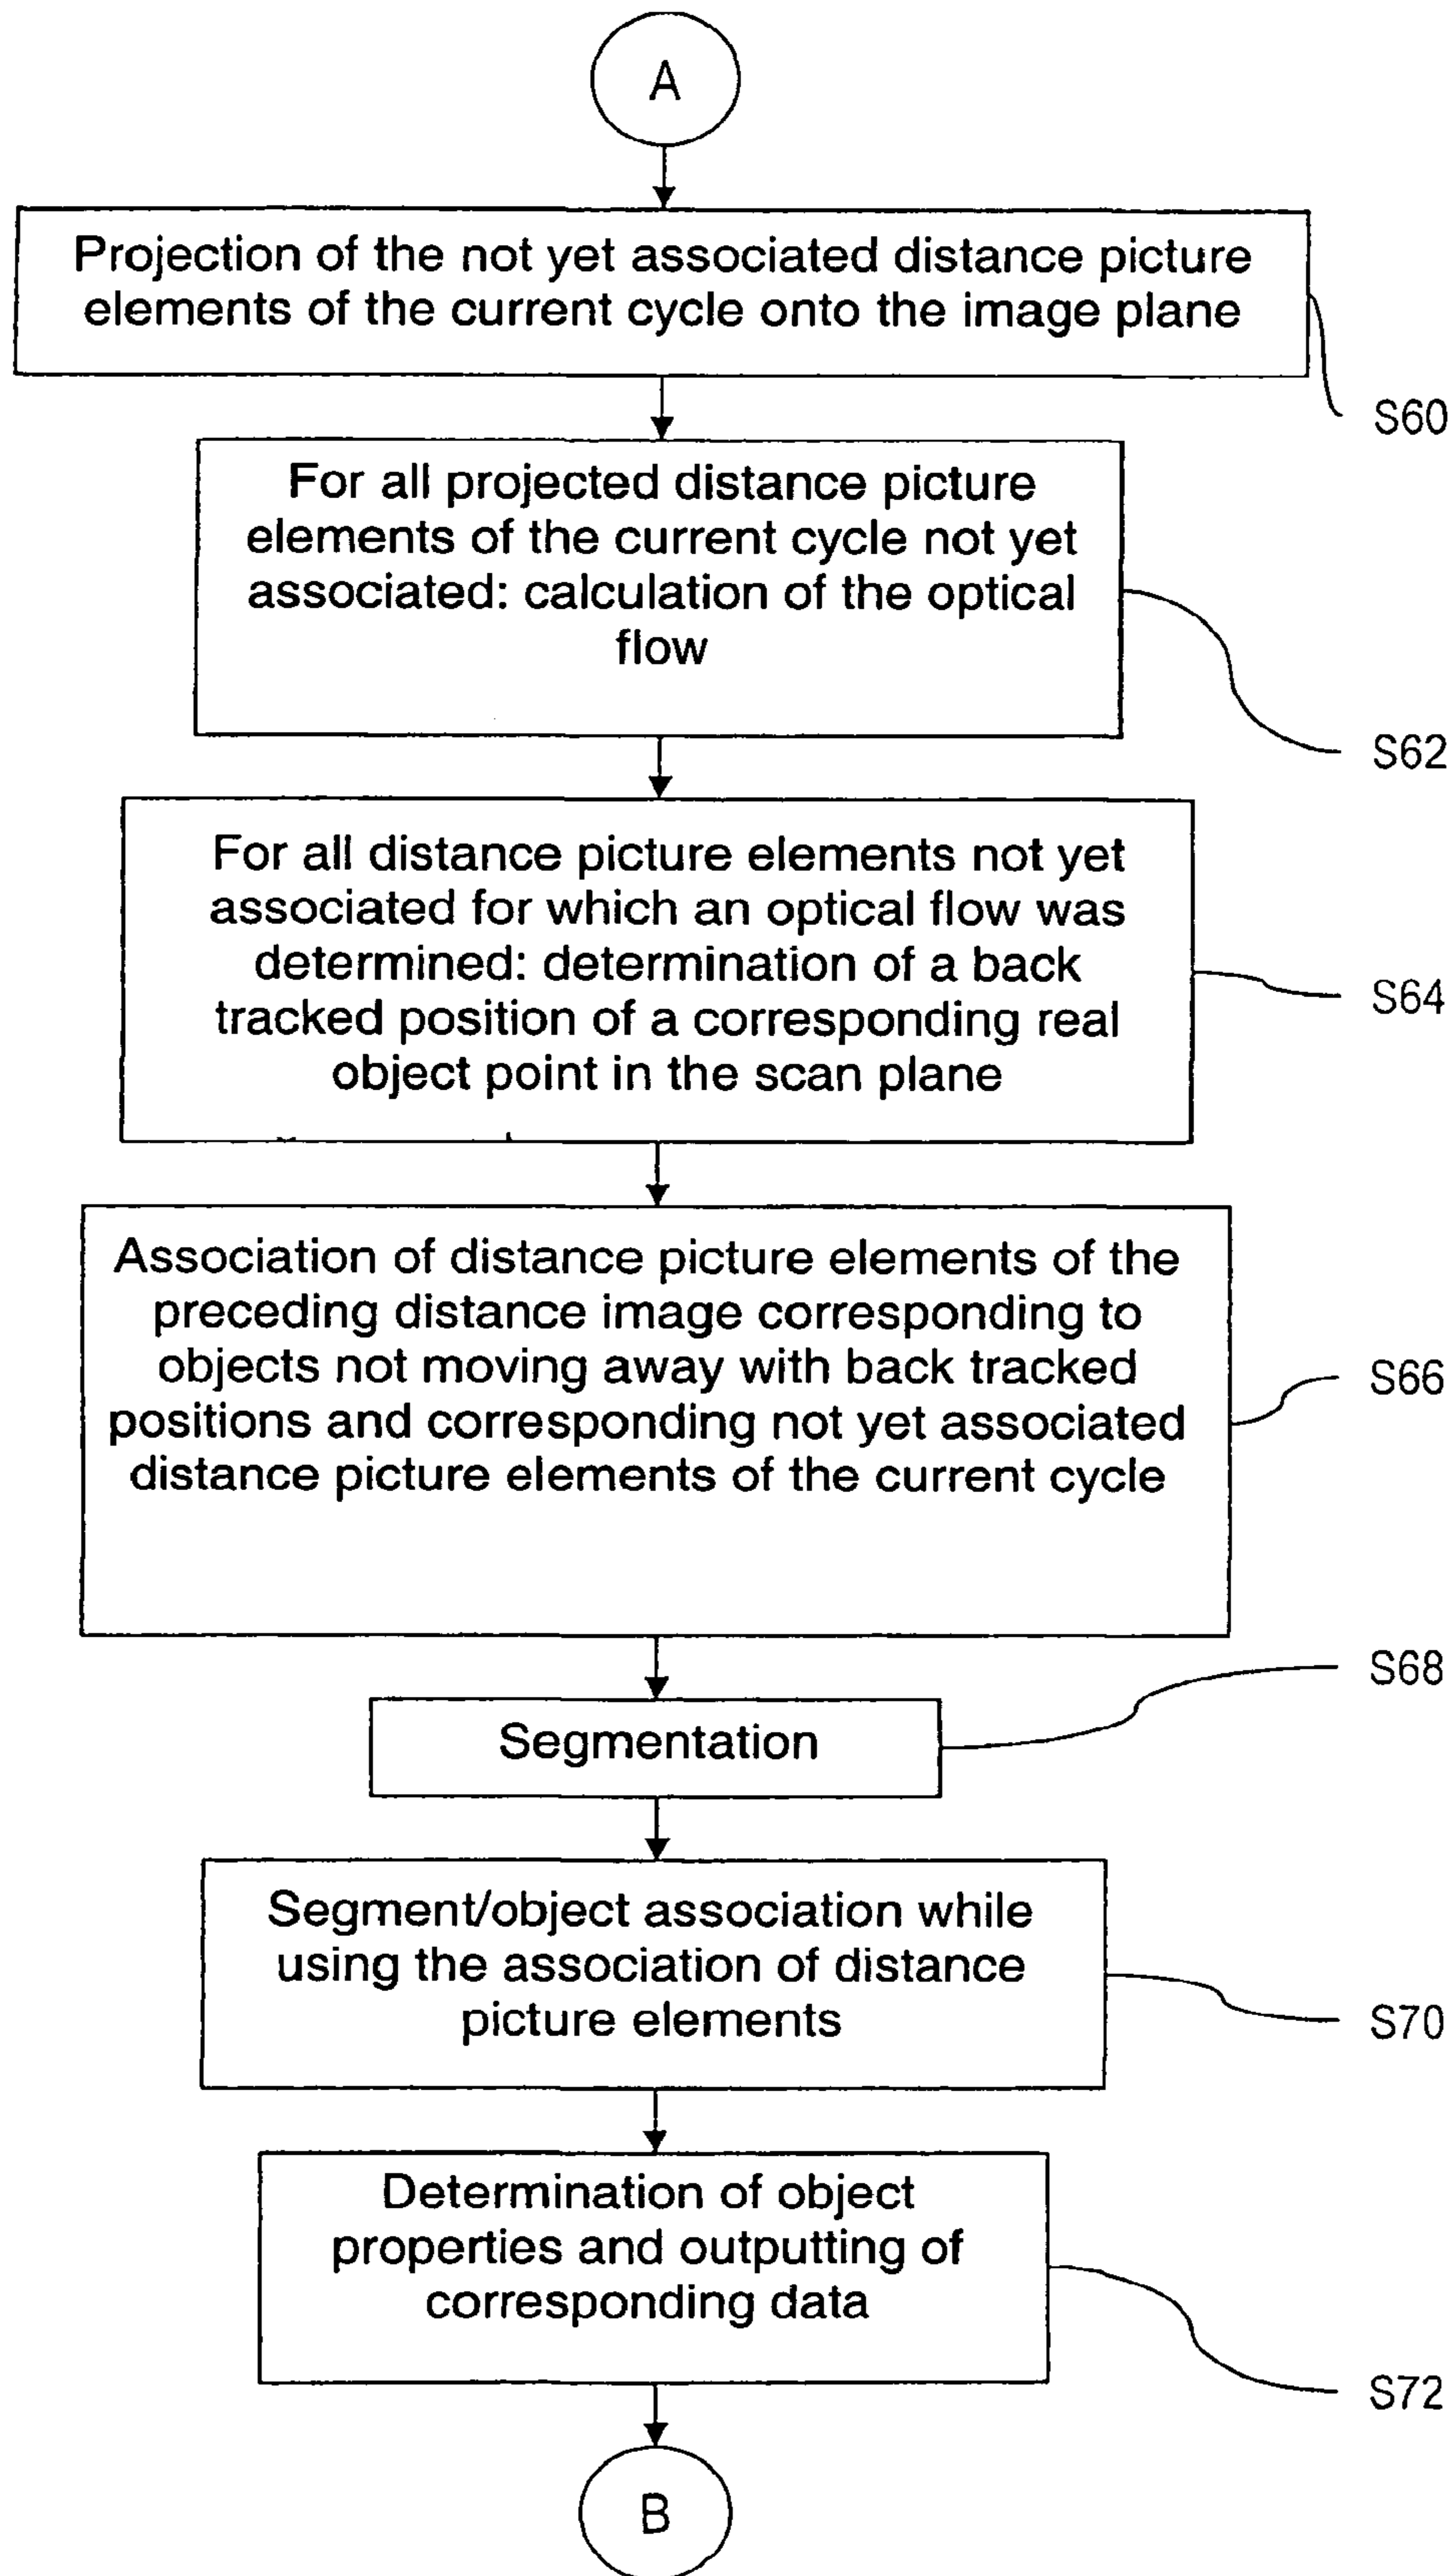 A
Projection of the not yet associated distance picture
elements of the current cycle onto the image plane
S60
For all projected distance picture
elements of the current cycle not yet
associated: calculation of the optical
flow
S62
For all distance picture elements not yet
associated for which an optical flow was
determined: determination of a back
tracked position of a corresponding real
object point in the scan plane
S64
Association of distance picture elements of the
preceding distance image corresponding to
objects not moving away with back tracked
positions and corresponding not yet associated
distance picture elements of the current cycle
S66
Segmentation
S68
Segment/object association while
using the association of distance
picture elements
S70
Determination of object
properties and outputting of
corresponding data
S72
B